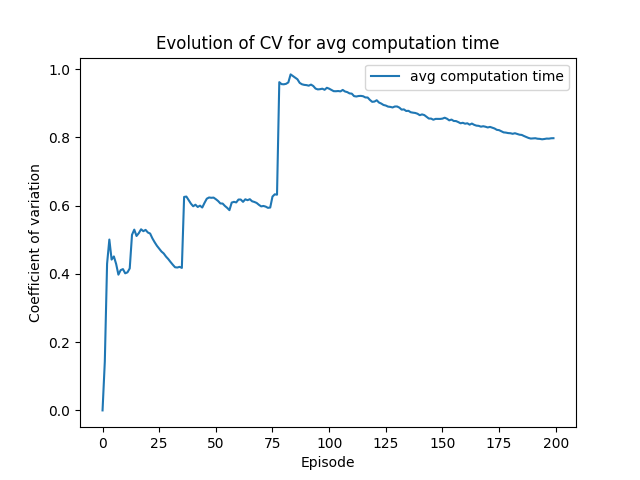 Evolution of CV for avg computation time
avg computation time
Coefficient of variation
1.0
0.8
0.6
0.4
0.2
0.0
0 25 50 75 100 125 150 175 200
Episode